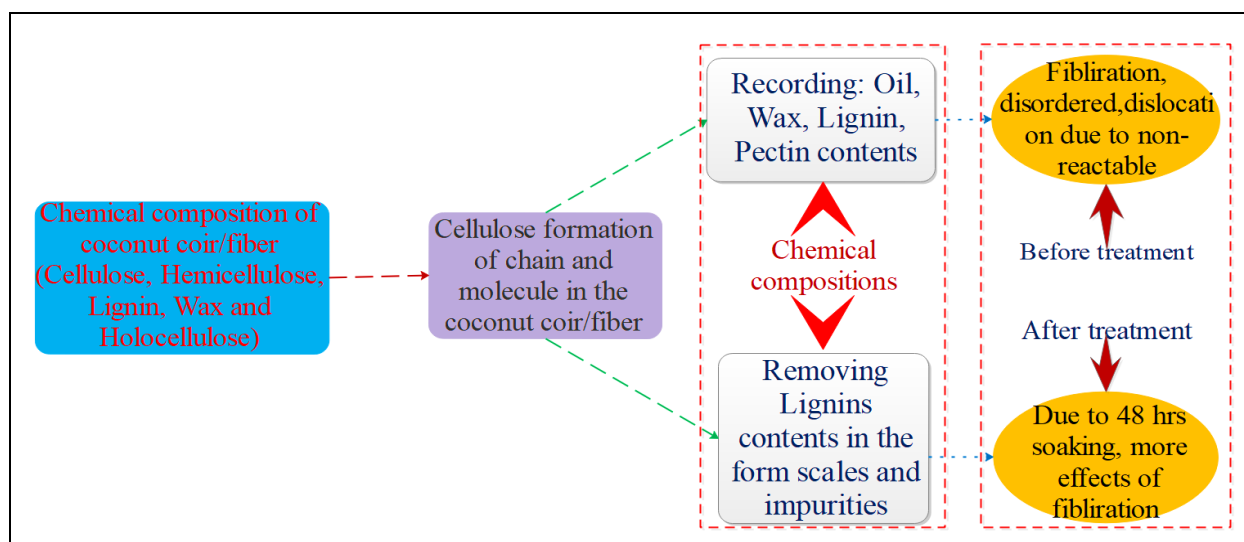 Chemical composition of
coconut coir/fiber
(Cellulose, Hemicellulose,
Lignin, Wax and
Holocellulose)
Cellulose formation
of chain and
molecule in the
coconut coir/fiber
Recording: Oil,
Wax, Lignin,
Pectin contents
Chemical
compositions
Removing
Lignins
contents in the
form scales and
impurities
Fibliration,
disordered,dislocati
on due to non-
reactable
Before treatment
After treatment
Due to 48 hrs
soaking, more
effects of
fibliration